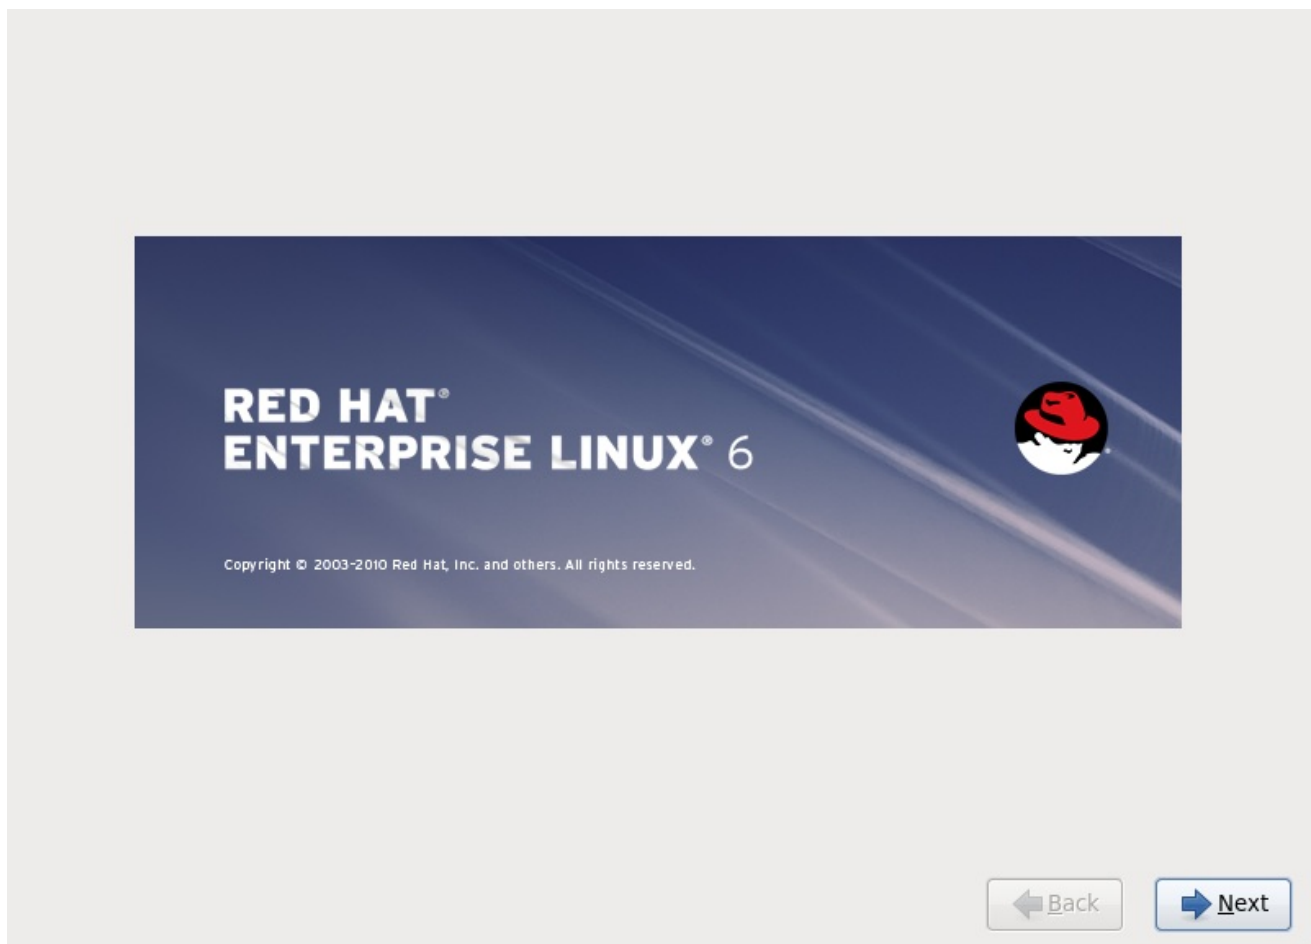 RED HAT®
ENTERPRISE LINUX® 6
Copyright © 2003-2010 Red Hat, Inc. and others. All rights reserved.
Back
Next